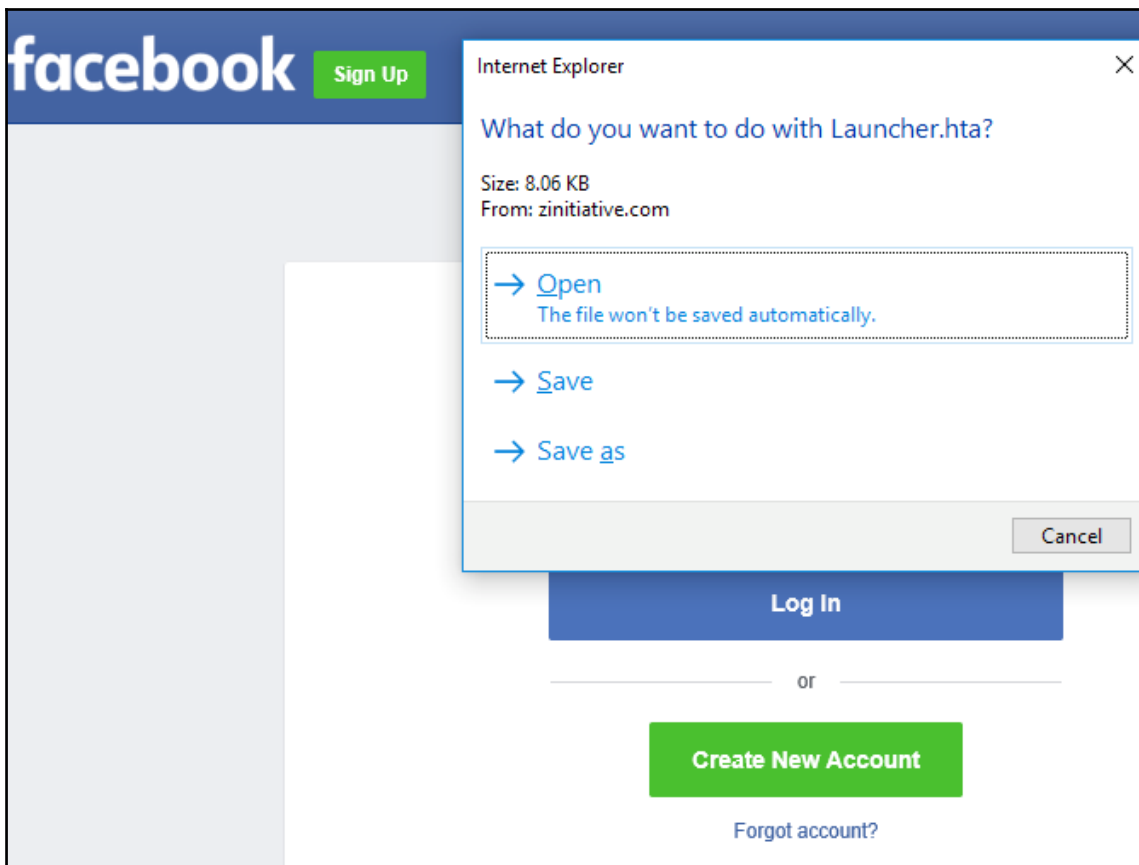 facebook
Sign Up
Internet Explorer
What do you want to do with Launcher.hta?
Size: 8.06 KB
From: zinitiative.com
Open
The file won't be saved automatically.
Save
Save as
Cancel
Log In
or
Create New Account
Forgot account?